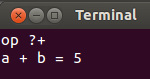 Terminal
op ?+
a + b = 5